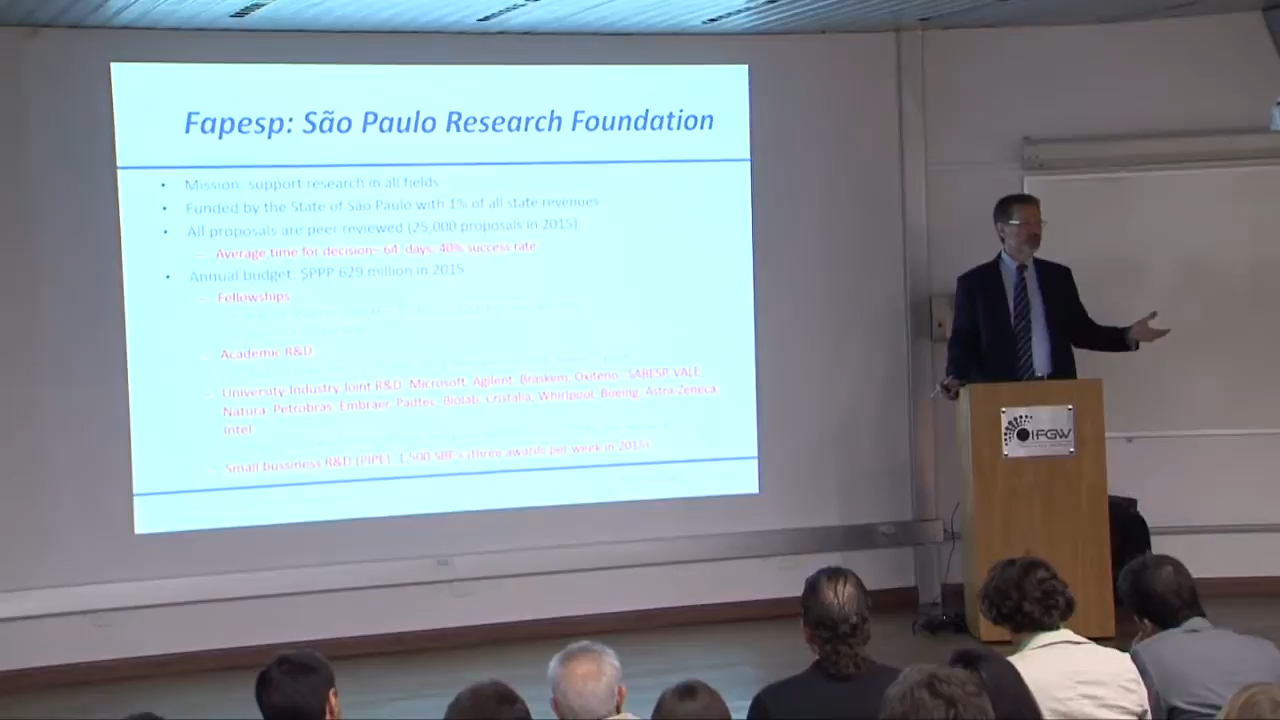 Fapesp: São Paulo Research Foundation
• Mission: support research in all fields
• Funded by the State of São Paulo with 1% of all state revenues
• All proposals are peer reviewed (25,000 proposals in 2015)
– Average time for decision~ 64 days, 40% success rate
• Annual budget: $PPP 629 million in 2015
– Fellowships
– Academic R&D
– University Industry Joint R&D: Microsoft, Agilent, Braskem, Oxiteno, SABESP, VALE,
Natura, Petrobras, Embraer, Padtec, Biolab, Cristalia, Whirlpool, Boeing, Astra-Zeneca,
Intel
– Small bussiness R&D (PIPE): 1,500 SBE's (three awards per week in 2015)
IFGW